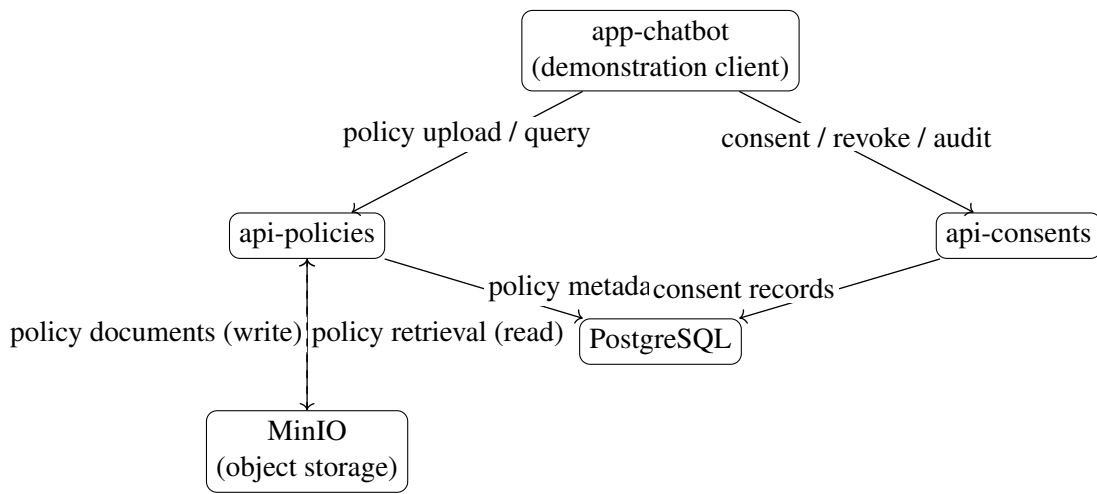 app-chatbot
(demonstration client)
policy upload / query
consent / revoke / audit
api-policies
api-consents
policy metada
consent records
policy documents (write)
policy retrieval (read)
PostgreSQL
MinIO
(object storage)